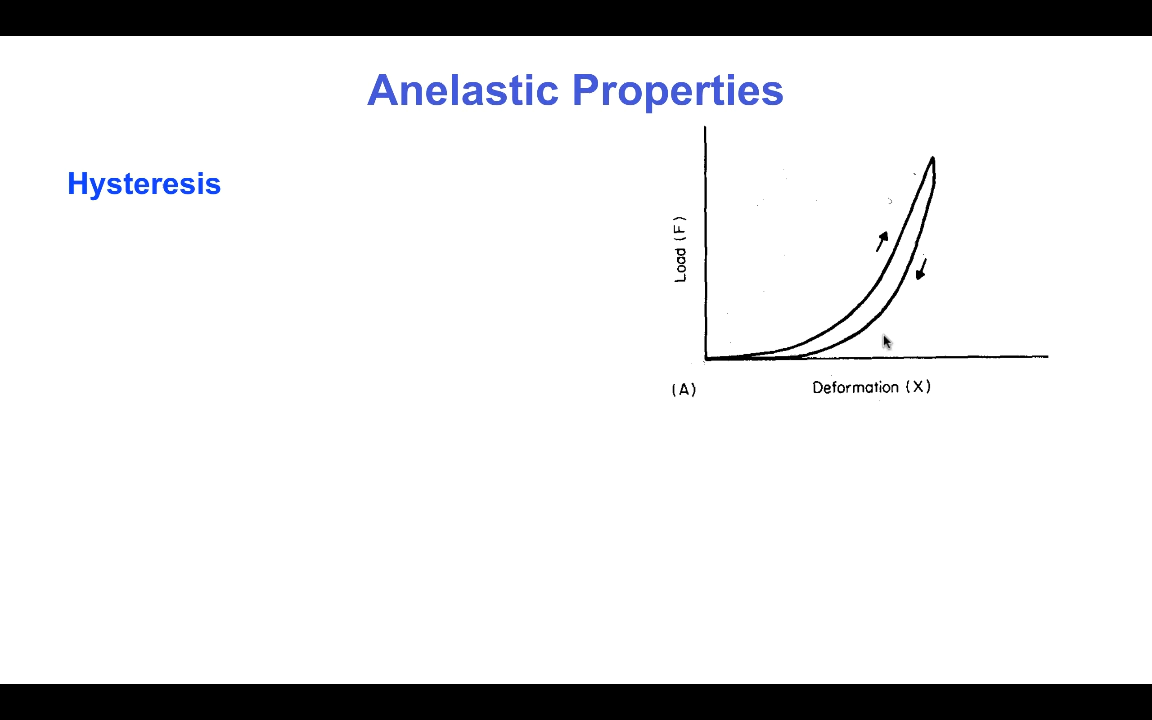 Anelastic Properties
Hysteresis
Load (F)
(A)
Deformation (X)